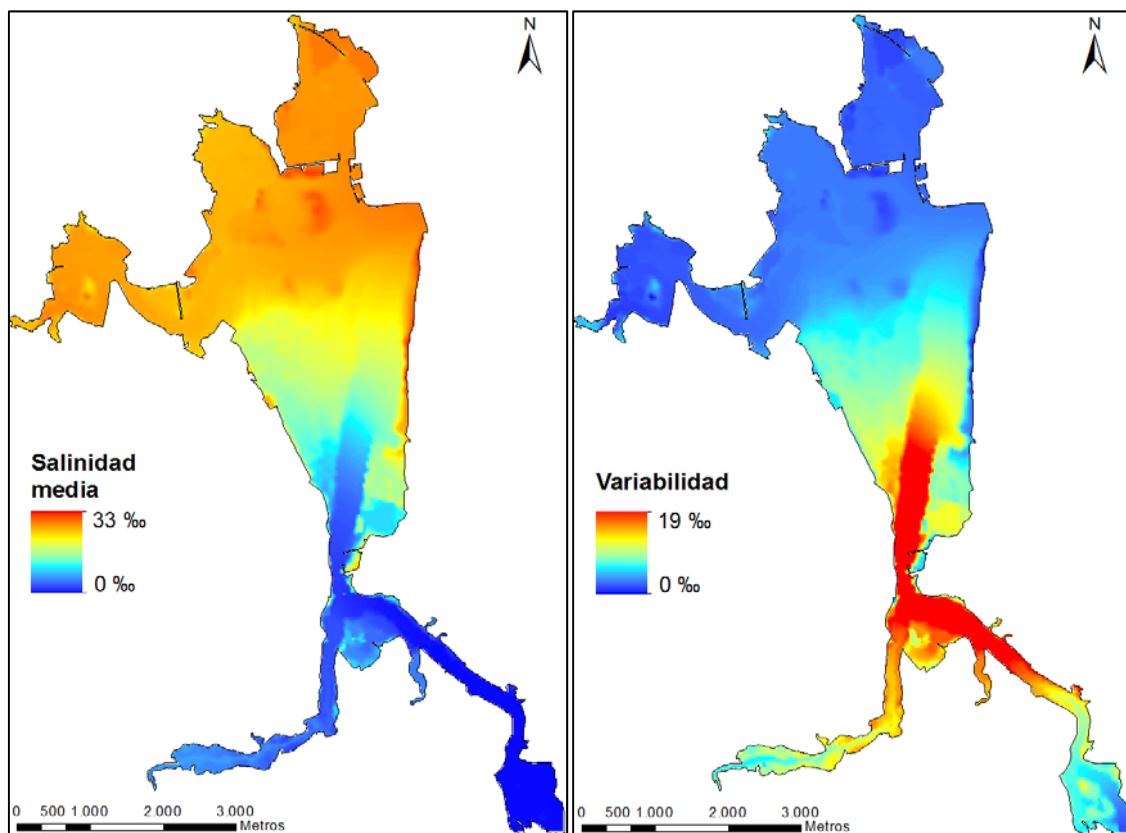 N
Salinidad
media
33 ‰
0 ‰
0 500 1.000 2.000 3.000
Metros
N
Variabilidad
19 ‰
0 ‰
0 500 1.000 2.000 3.000
Metros